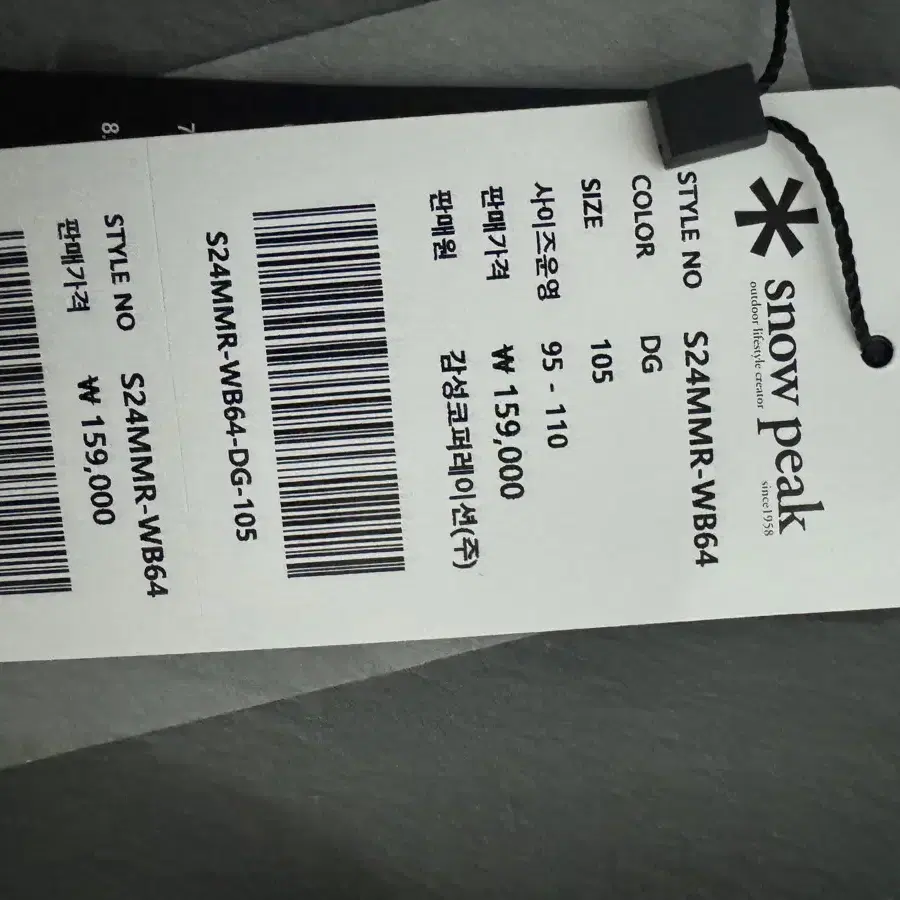 snow peak
outdoor lifestyle creator
since1958
STYLE NO S24MMR-WB64
COLOR DG
SIZE 105
사이즈운영 95 - 110
판매가격 ₩ 159,000
판매원 감성코퍼레이션(주)
S24MMR-WB64-DG-105
STYLE NO S24MMR-WB64
판매가격 ₩ 159,000
7
8.